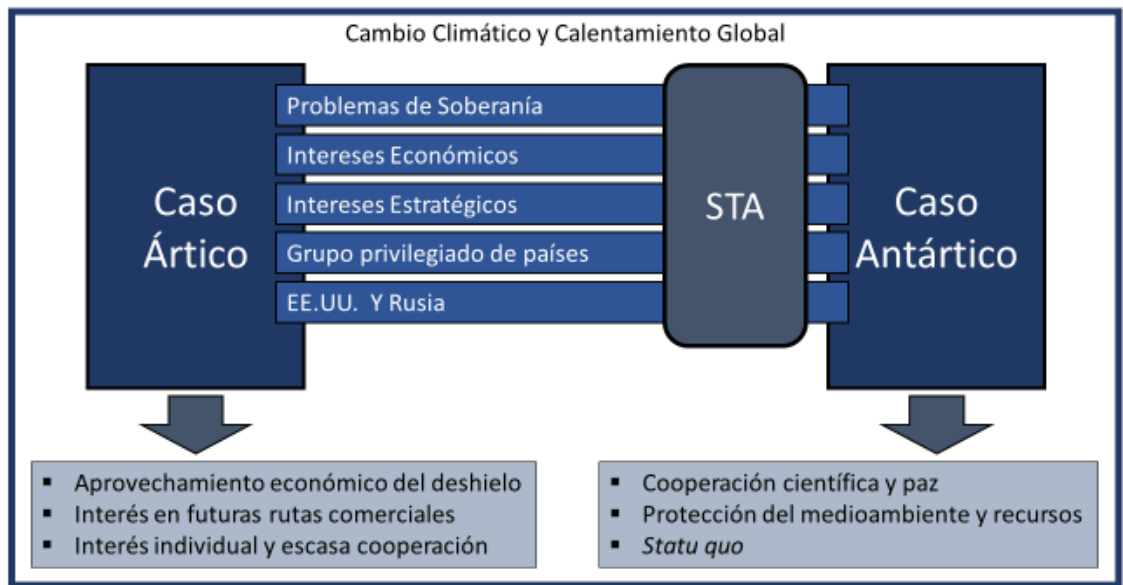 Cambio Climático y Calentamiento Global
Caso
Ártico
Problemas de Soberanía
Intereses Económicos
Intereses Estratégicos
Grupo privilegiado de países
EE.UU. Y Rusia
STA
Caso
Antártico
▪ Aprovechamiento económico del deshielo
▪ Interés en futuras rutas comerciales
▪ Interés individual y escasa cooperación
▪ Cooperación científica y paz
▪ Protección del medioambiente y recursos
▪ Statu quo